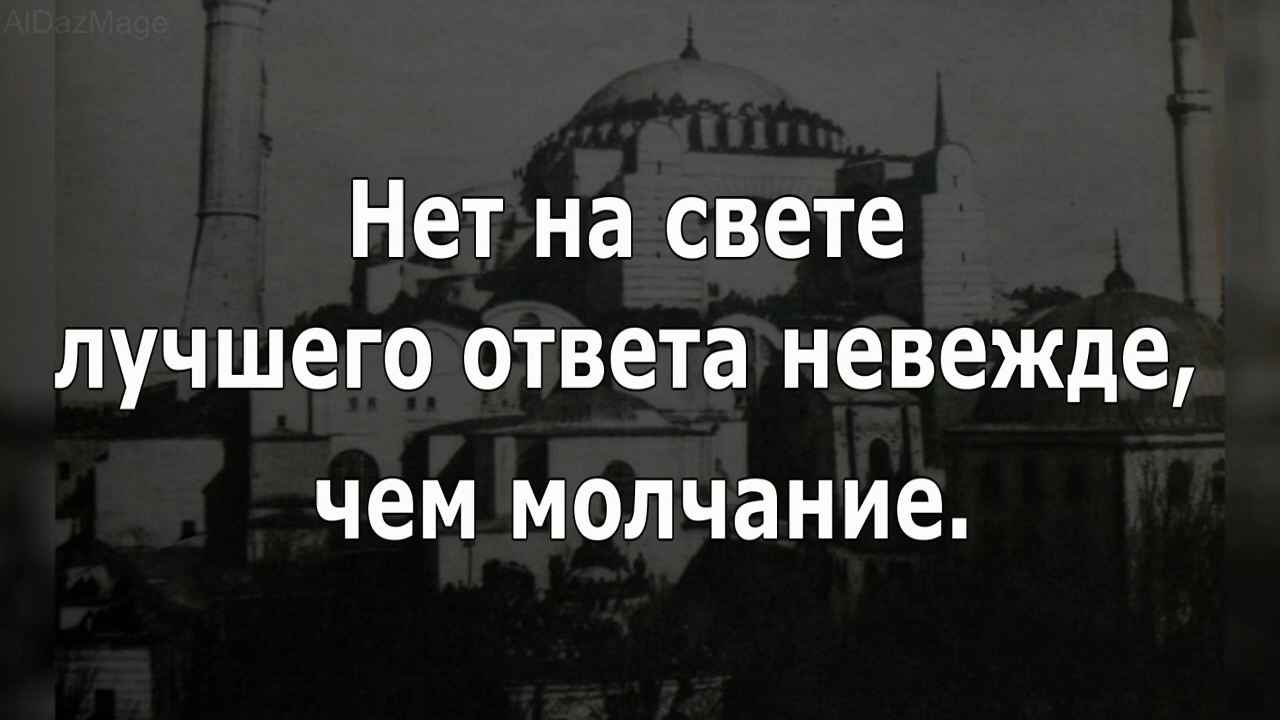 AlDazMage
Нет на свете
лучшего ответа невежде,
чем молчание.